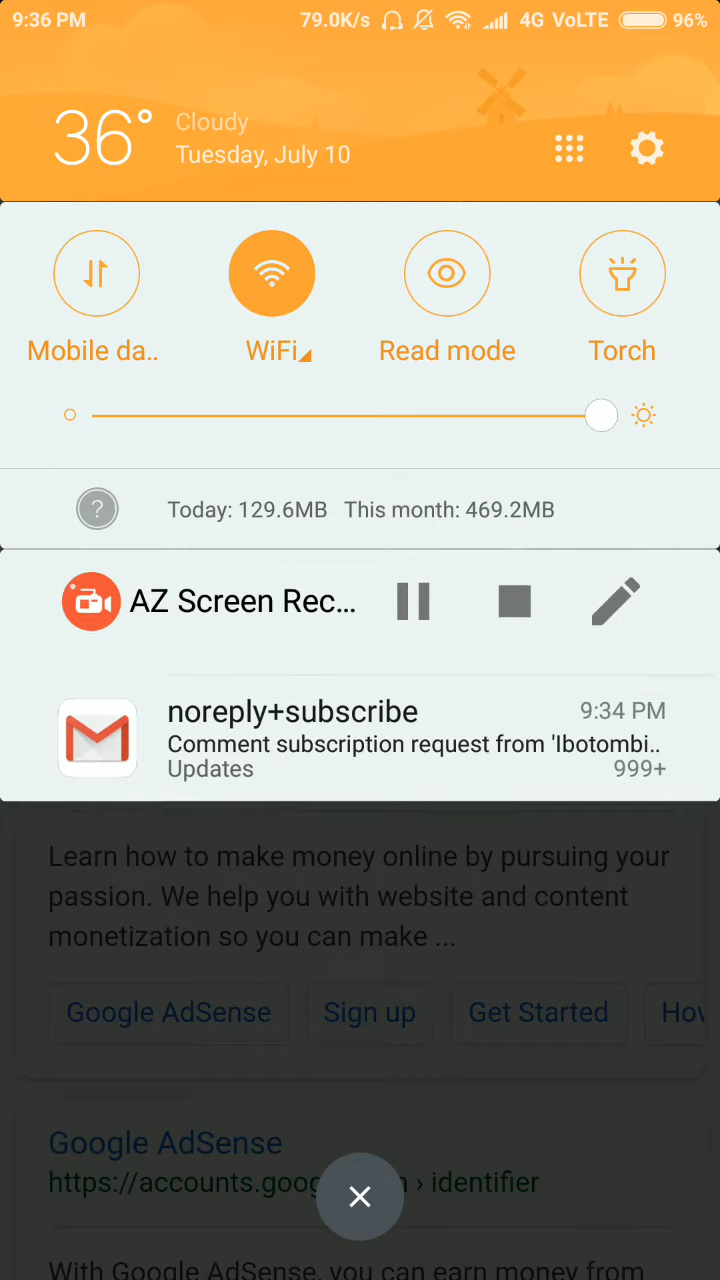 9:36 PM 79.0K/s 4G VoLTE 96%
36° Cloudy
Tuesday, July 10
Mobile da.. WiFi Read mode Torch
? Today: 129.6MB This month: 469.2MB
AZ Screen Rec...
noreply+subscribe 9:34 PM
Comment subscription request from 'Ibotombi..
Updates 999+
Learn how to make money online by pursuing your
passion. We help you with website and content
monetization so you can make ...
Google AdSense Sign up Get Started How
Google AdSense
https://accounts.goog › identifier
With Google AdSense, you can earn money from